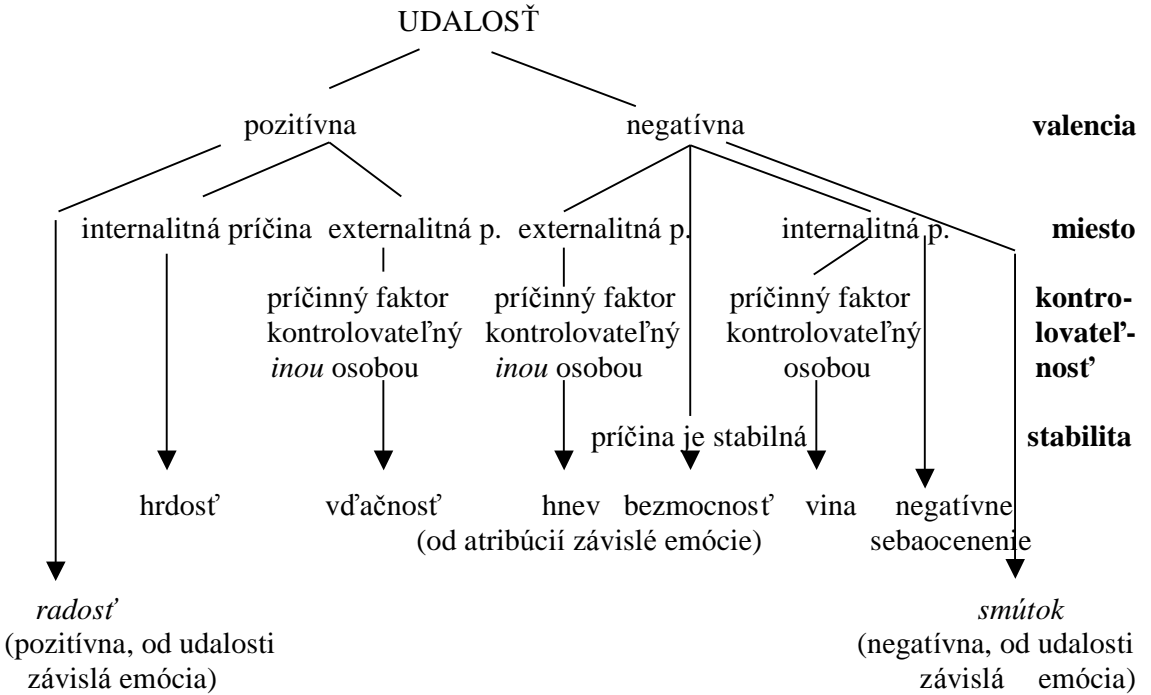 UDALOSŤ
pozitívna negatívna valencia
internalitná príčina externalitná p. externalitná p. internalitná p. miesto
príčinný faktor príčinný faktor príčinný faktor kontro-
kontrolovateľný kontrolovateľný kontrolovateľný lovateľ-
inou osobou inou osobou osobou nosť
príčina je stabilná stabilita
hrdosť vďačnosť hnev bezmocnosť vina negatívne
(od atribúcií závislé emócie) sebaocenenie
radosť smútok
(pozitívna, od udalosti (negatívna, od udalosti
závislá emócia) závislá emócia)